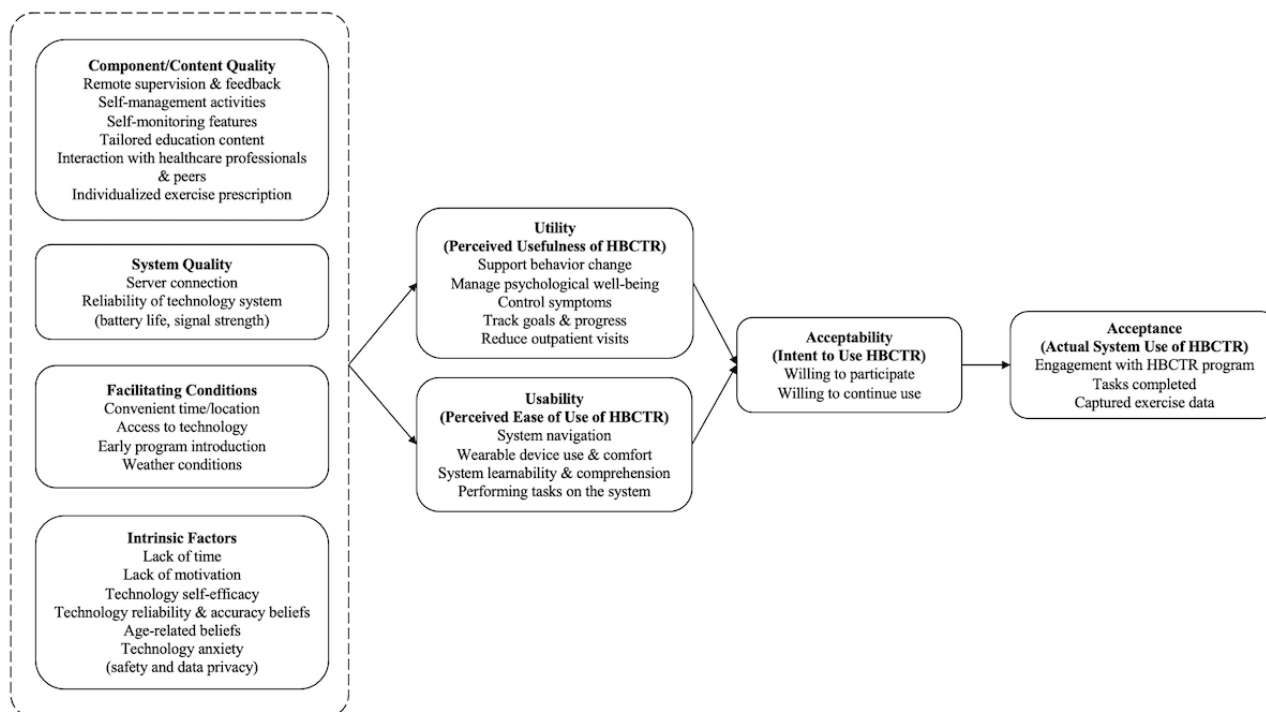 Component/Content Quality
Remote supervision & feedback
Self-management activities
Self-monitoring features
Tailored education content
Interaction with healthcare professionals
& peers
Individualized exercise prescription
System Quality
Server connection
Reliability of technology system
(battery life, signal strength)
Facilitating Conditions
Convenient time/location
Access to technology
Early program introduction
Weather conditions
Intrinsic Factors
Lack of time
Lack of motivation
Technology self-efficacy
Technology reliability & accuracy beliefs
Age-related beliefs
Technology anxiety
(safety and data privacy)
Utility
(Perceived Usefulness of HBCTR)
Support behavior change
Manage psychological well-being
Control symptoms
Track goals & progress
Reduce outpatient visits
Usability
(Perceived Ease of Use of HBCTR)
System navigation
Wearable device use & comfort
System learnability & comprehension
Performing tasks on the system
Acceptability
(Intent to Use HBCTR)
Willing to participate
Willing to continue use
Acceptance
(Actual System Use of HBCTR)
Engagement with HBCTR program
Tasks completed
Captured exercise data